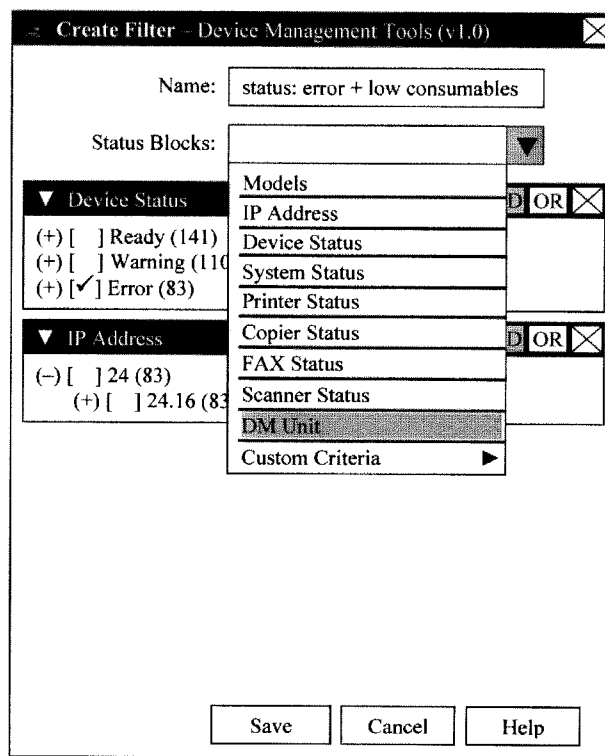 Create Filter – Device Management Tools (v1.0)
Name: status: error + low consumables
Status Blocks:
Models
IP Address
Device Status
System Status
Printer Status
Copier Status
FAX Status
Scanner Status
DM Unit
Custom Criteria
Device Status
D OR
(+) [ ] Ready (141)
(+) [ ] Warning (110
(+) [✓] Error (83)
IP Address
D OR
(–) [ ] 24 (83)
(+) [ ] 24.16 (83
Save Cancel Help